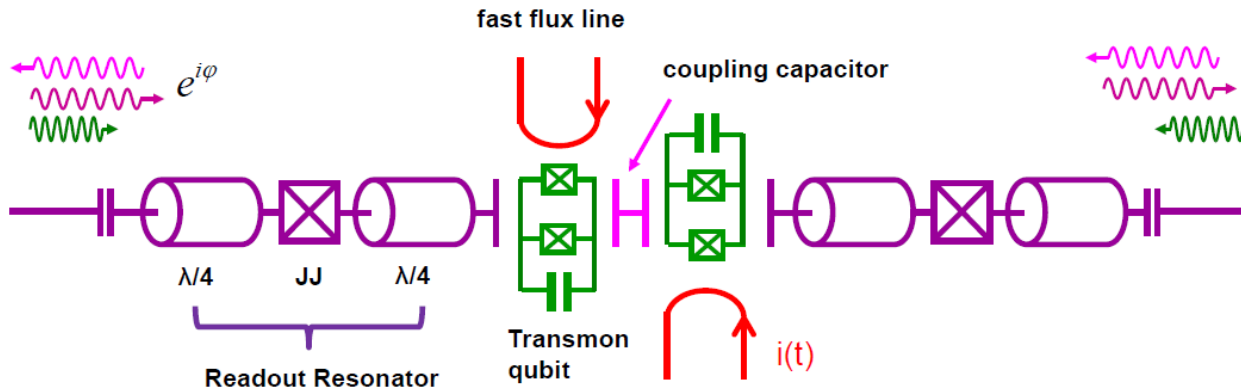 fast flux line
coupling capacitor
e^{iφ}
λ/4
JJ
λ/4
Transmon
qubit
i(t)
Readout Resonator